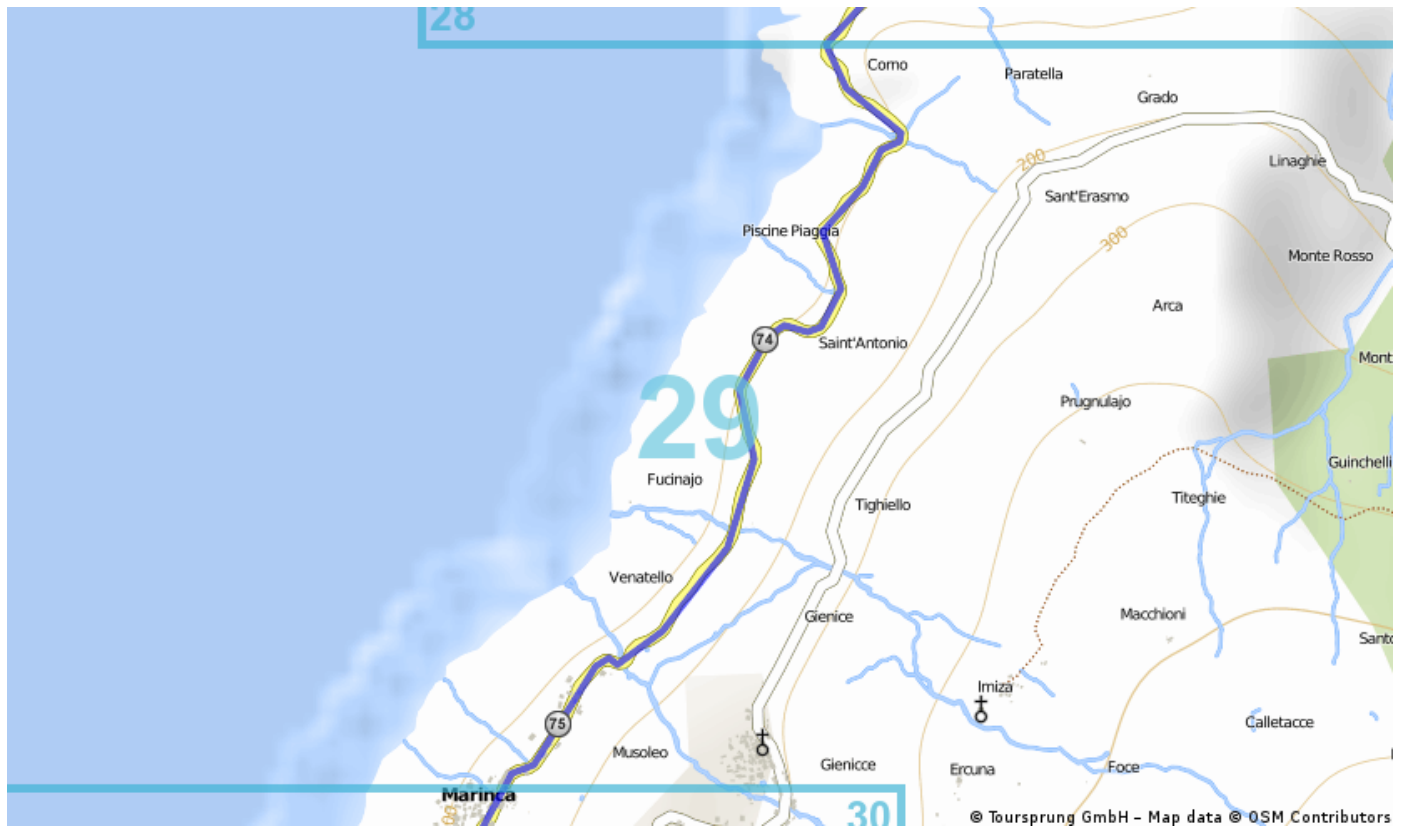 28
Corno
Paratella
Grado
200
Linaghie
Sant'Erasmo
Piscine Piaggia
300
Monte Rosso
Arca
74
Saint'Antonio
Mont
29
Prugnulajo
Guinchelli
Fucinajo
Titeghie
Tighiello
Venatello
Gienice
Macchioni
Santo
Imiza
75
Calletacce
Musoleo
Gienicce
Ercuna
Foce
Marinca
30
© Toursprung GmbH – Map data © OSM Contributors